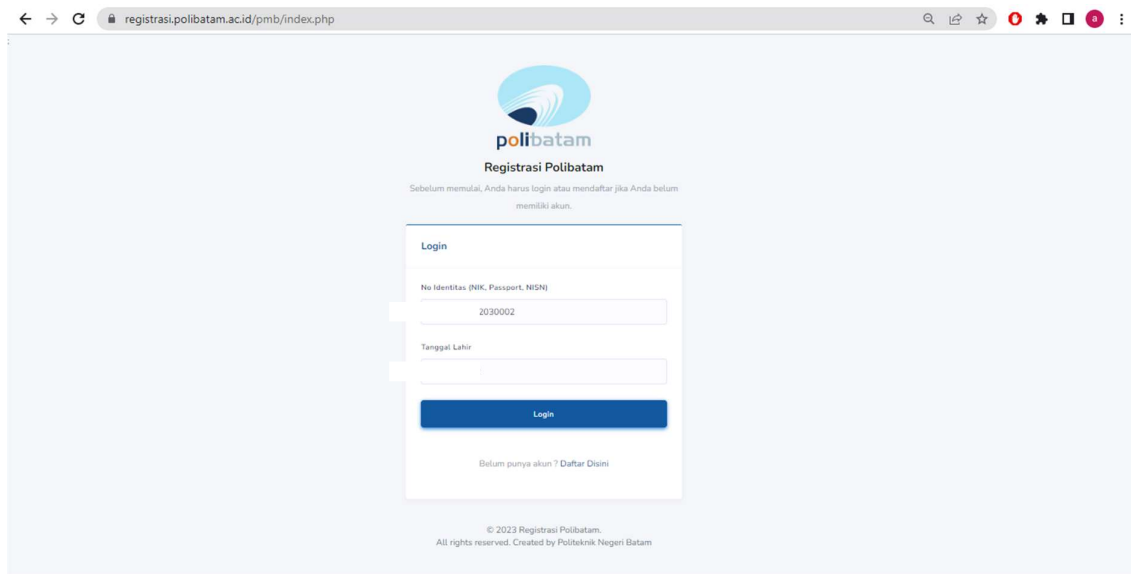 registrasi.polibatam.ac.id/pmb/index.php
a
polibatam
Registrasi Polibatam
Sebelum memulai, Anda harus login atau mendaftar jika Anda belum
memiliki akun.
Login
No Identitas (NIK, Passport, NISN)
2030002
Tanggal Lahir
Login
Belum punya akun ? Daftar Disini
© 2023 Registrasi Polibatam.
All rights reserved. Created by Politeknik Negeri Batam